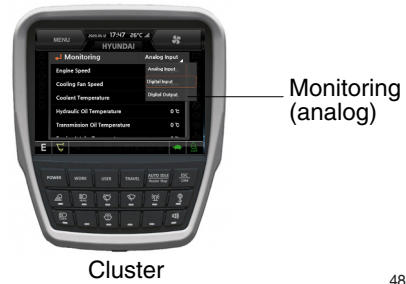 MENU 17:47 26°C
HYUNDAI
Monitoring Analog Input
Engine Speed Analog Input
Cooling Fan Speed Digital Input
Coolent Temperature Digital Output
Hydraulic Oil Temperature 0 ℃
Transmission Oil Temperature 0 ℃
Monitoring
(analog)
E
POWER WORK USER TRAVEL AUTO IDLE ESC
Cluster
48